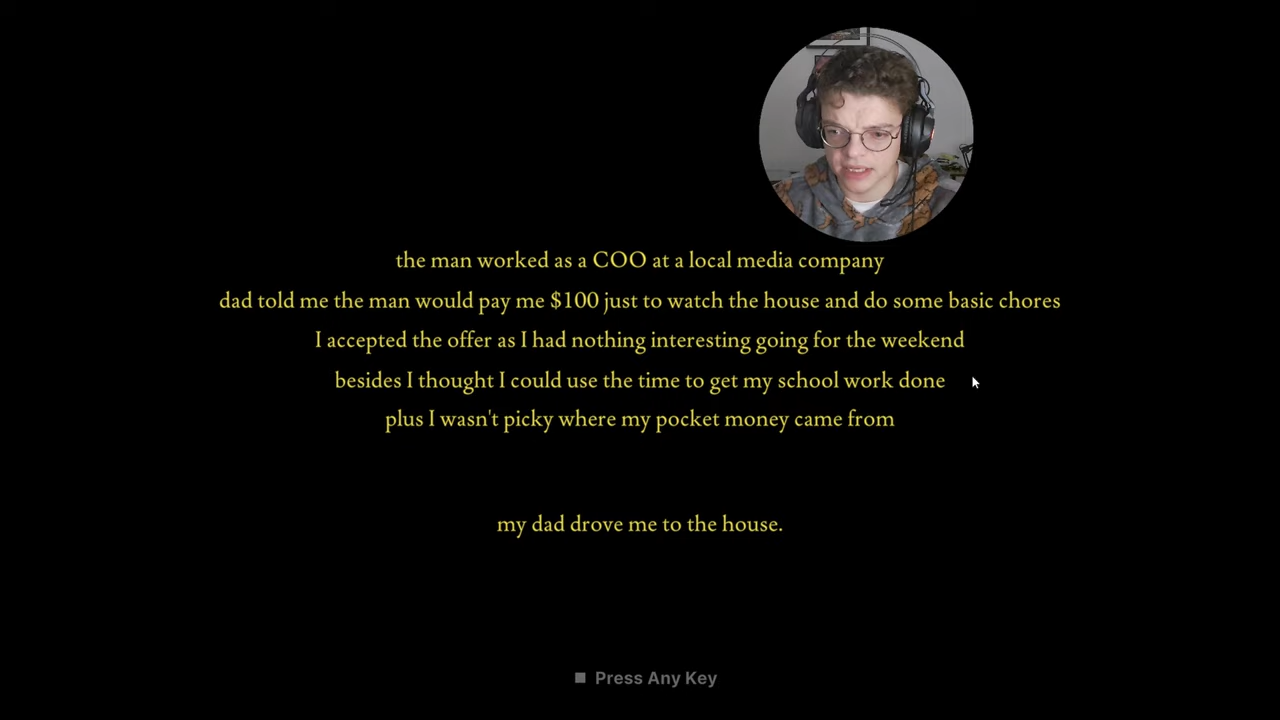 the man worked as a COO at a local media company
dad told me the man would pay me $100 just to watch the house and do some basic chores
I accepted the offer as I had nothing interesting going for the weekend
besides I thought I could use the time to get my school work done
plus I wasn't picky where my pocket money came from
my dad drove me to the house.
Press Any Key